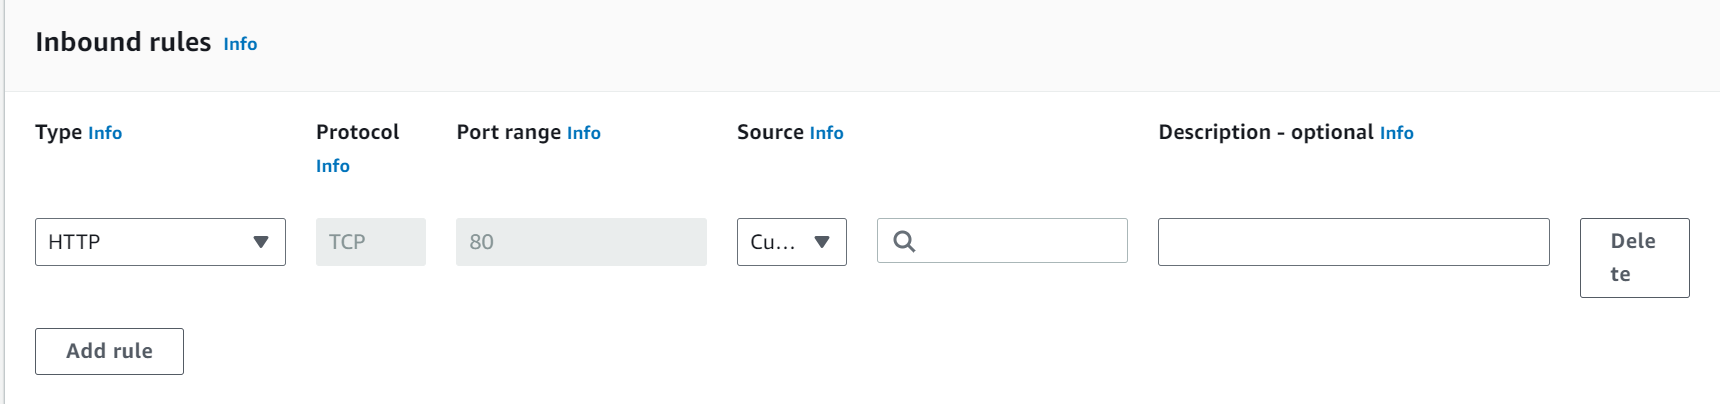 Inbound rules Info
Type Info
Protocol
Info
Port range Info
Source Info
Description - optional Info
HTTP
TCP
80
Cu...
Dele
te
Add rule